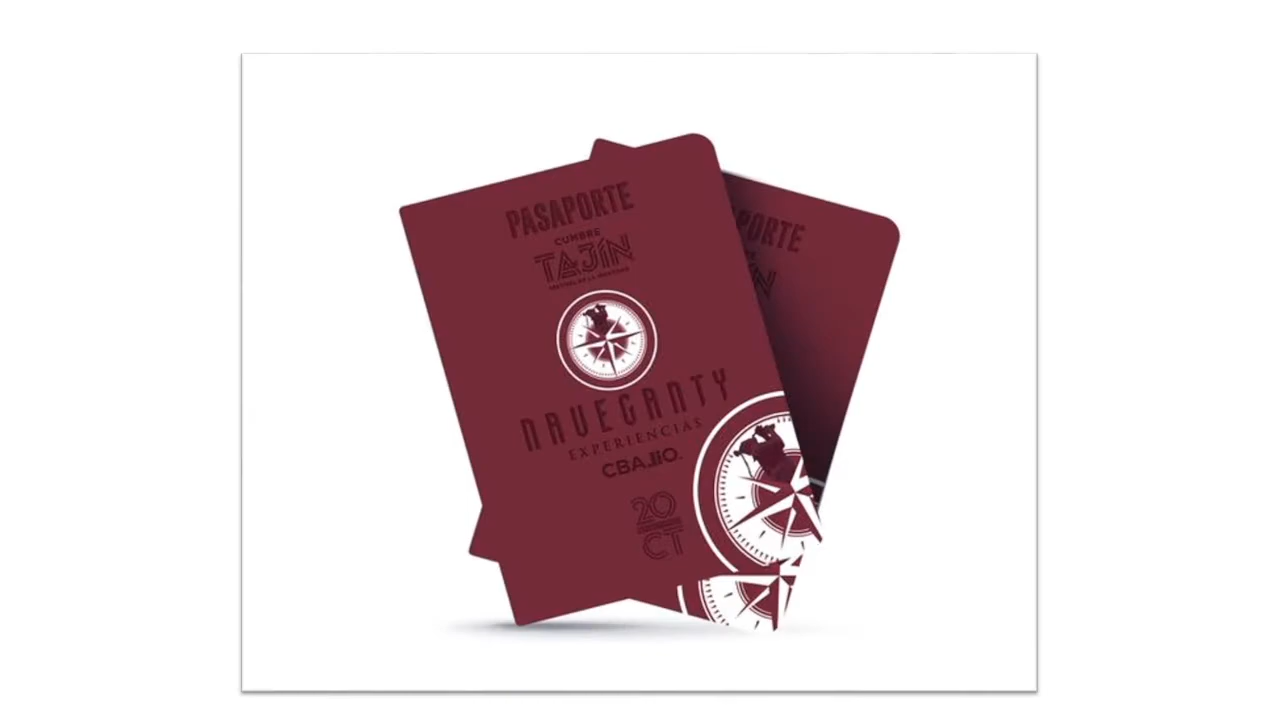 PASAPORTE
CUMBRE
TAJÍN
NAVEGANTY
EXPERIENCIAS
CBAJIO.
20
CT
PORTE